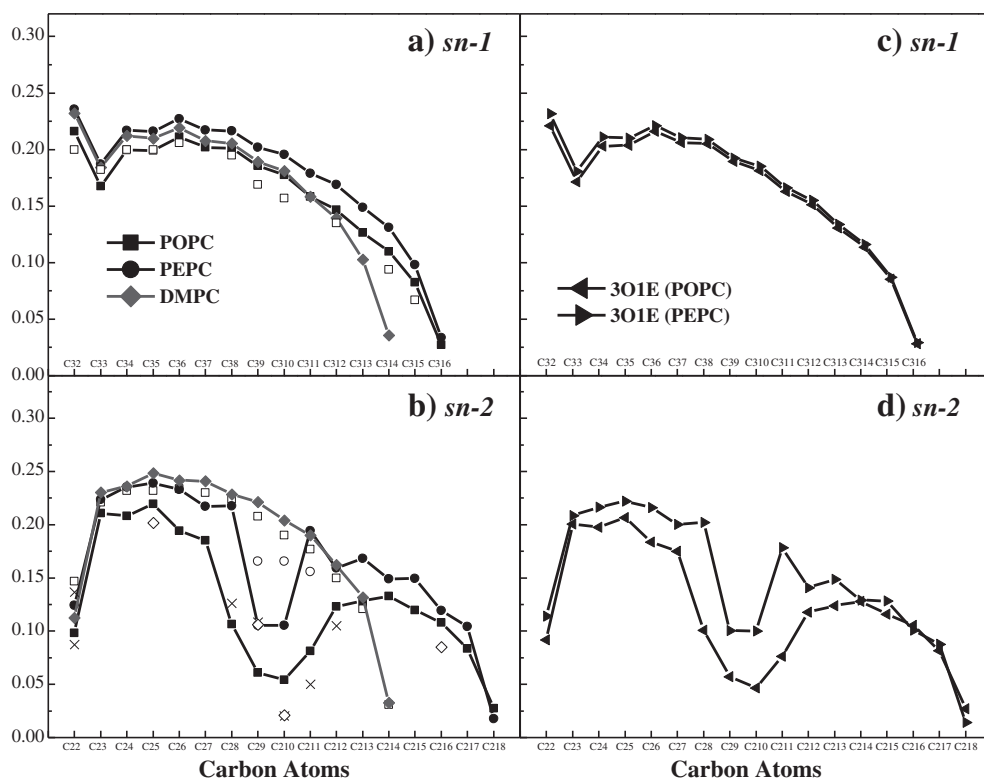 0.30
0.25
0.20
0.15
0.10
0.05
0.00
a) sn-1
POPC
PEPC
DMPC
C32 C33 C34 C35 C36 C37 C38 C39 C310 C311 C312 C313 C314 C315 C316
c) sn-1
3O1E (POPC)
3O1E (PEPC)
C32 C33 C34 C35 C36 C37 C38 C39 C310 C311 C312 C313 C314 C315 C316
0.30
0.25
0.20
0.15
0.10
0.05
0.00
b) sn-2
C22 C23 C24 C25 C26 C27 C28 C29 C210 C211 C212 C213 C214 C215 C216 C217 C218
Carbon Atoms
d) sn-2
C22 C23 C24 C25 C26 C27 C28 C29 C210 C211 C212 C213 C214 C215 C216 C217 C218
Carbon Atoms